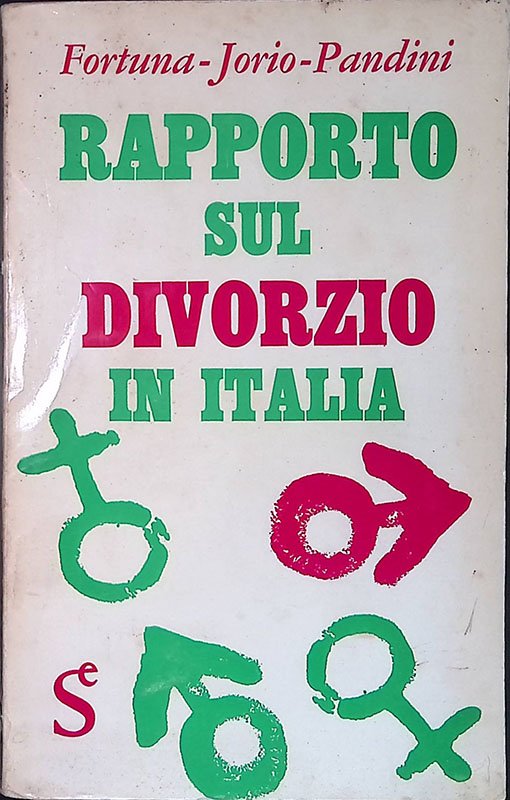 Fortuna-Jorio-Pandini
RAPPORTO
SUL
DIVORZIO
IN ITALIA
Se